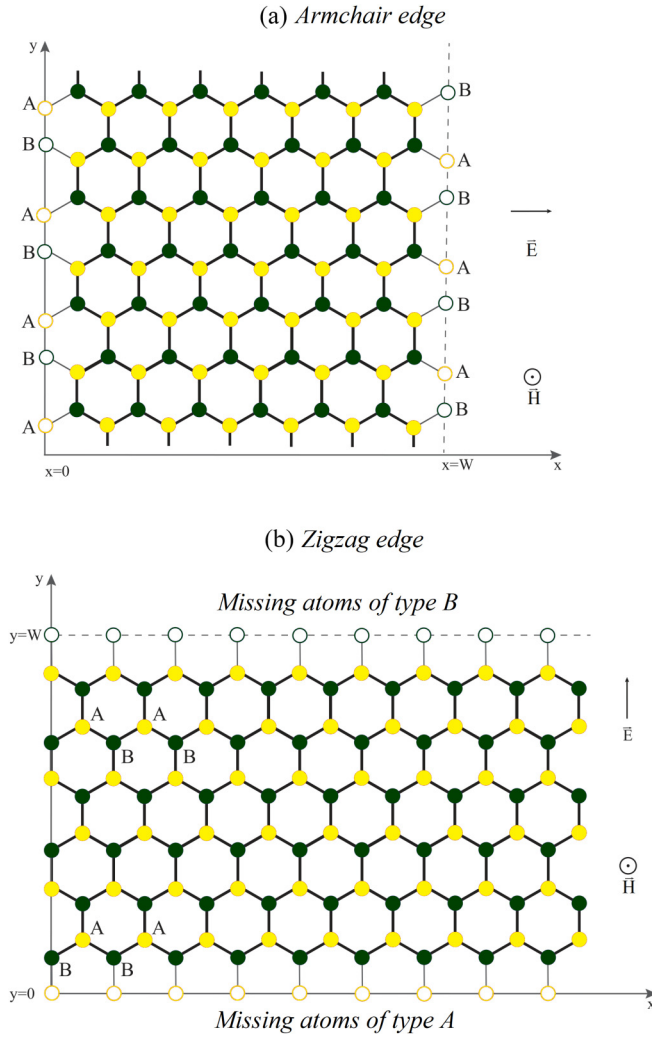 (a) Armchair edge
y
B
A
B
A
B
A
E
B
A
B
A
B
A
H
A
B
x=0
x=W
x
(b) Zigzag edge
y
Missing atoms of type B
y=W
A
A
E
B
B
H
A
A
B
B
y=0
x
Missing atoms of type A